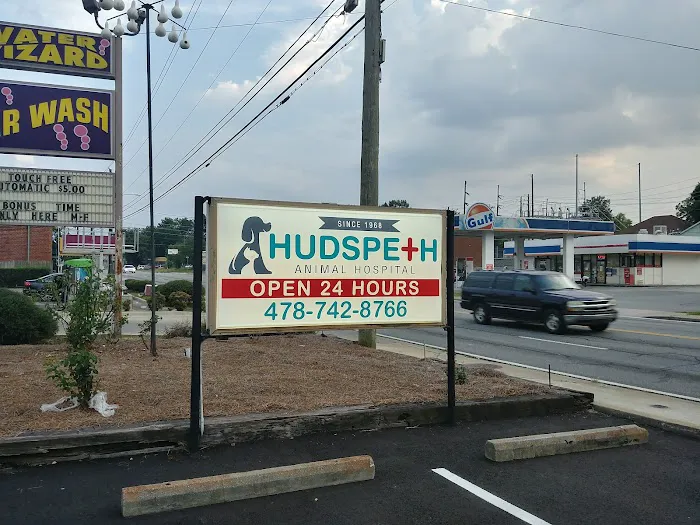 WATER
WIZARD
R WASH
TOUCH FREE
AUTOMATIC $5.00
BONUS TIME
ONLY HERE M-F
SINCE 1968
HUDSPETH
ANIMAL HOSPITAL
OPEN 24 HOURS
478-742-8766
Gulf